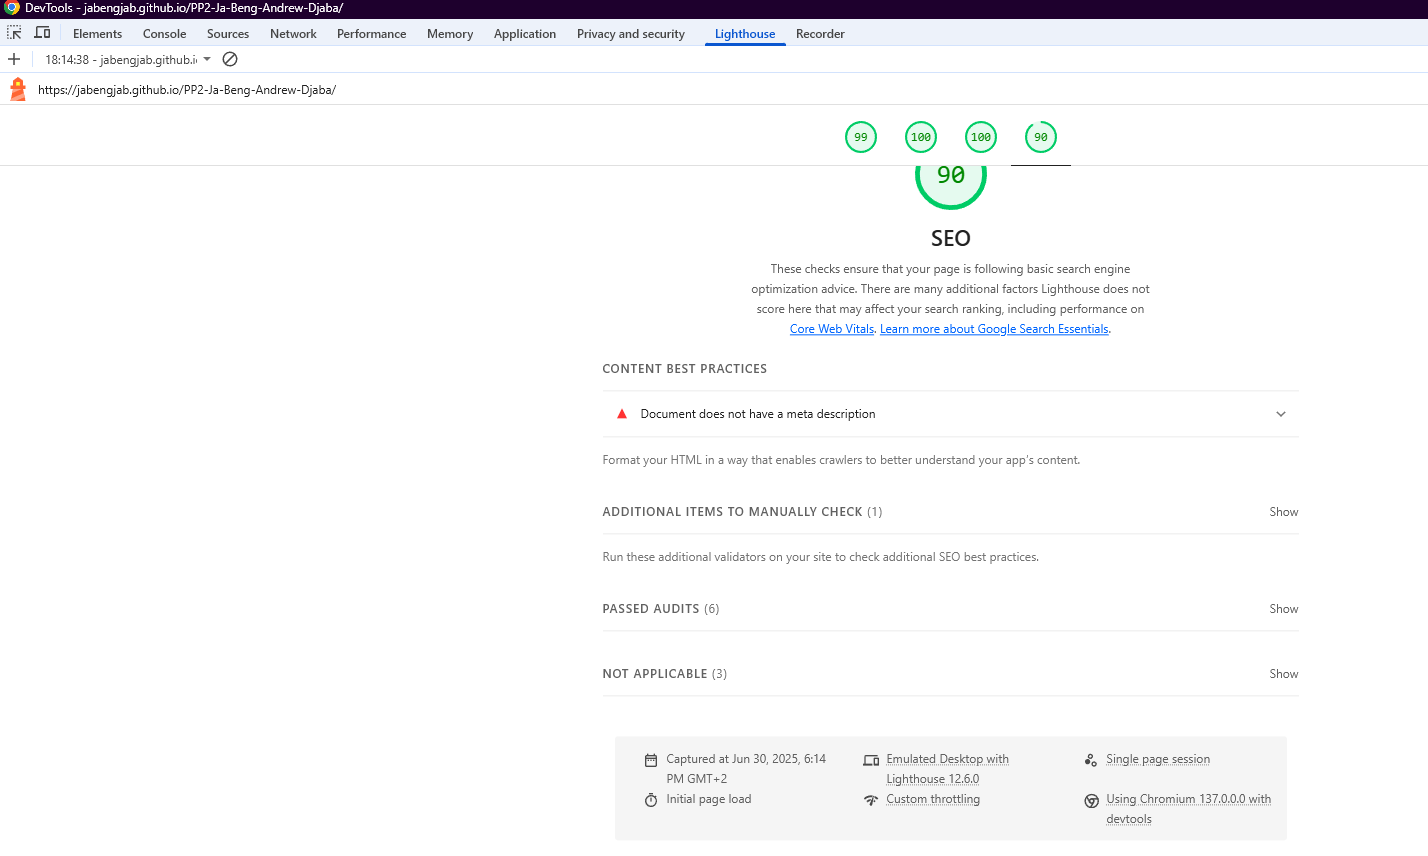 DevTools - jabengjab.github.io/PP2-Ja-Beng-Andrew-Djaba/
Elements Console Sources Network Performance Memory Application Privacy and security Lighthouse Recorder
18:14:38 - jabengjab.github.i
https://jabengjab.github.io/PP2-Ja-Beng-Andrew-Djaba/
99 100 100 90
90
SEO
These checks ensure that your page is following basic search engine
optimization advice. There are many additional factors Lighthouse does not
score here that may affect your search ranking, including performance on
Core Web Vitals. Learn more about Google Search Essentials.
CONTENT BEST PRACTICES
Document does not have a meta description
Format your HTML in a way that enables crawlers to better understand your app's content.
ADDITIONAL ITEMS TO MANUALLY CHECK (1) Show
Run these additional validators on your site to check additional SEO best practices.
PASSED AUDITS (6) Show
NOT APPLICABLE (3) Show
Captured at Jun 30, 2025, 6:14
PM GMT+2
Initial page load
Emulated Desktop with
Lighthouse 12.6.0
Custom throttling
Single page session
Using Chromium 137.0.0.0 with
devtools